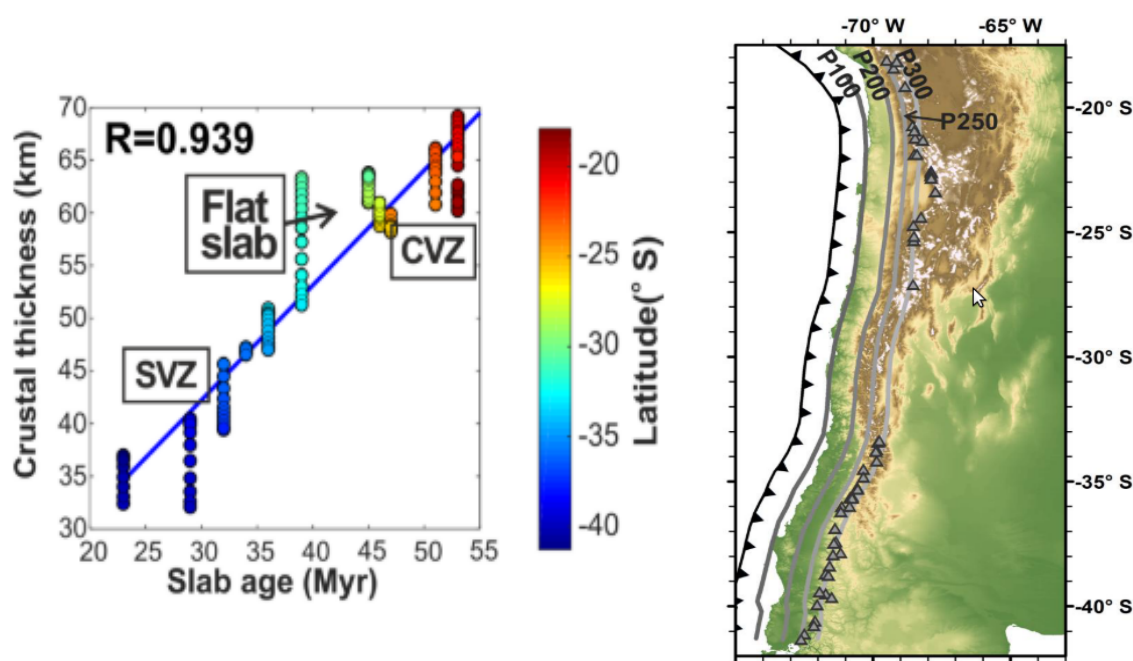 R=0.939
Flat
slab
CVZ
SVZ
Crustal thickness (km)
70
65
60
55
50
45
40
35
30
20
25
30
35
40
45
50
55
Slab age (Myr)
-20
-25
-30
-35
-40
Latitude(° S)
-70° W
-65° W
P100
P200
P300
P250
-20° S
-25° S
-30° S
-35° S
-40° S